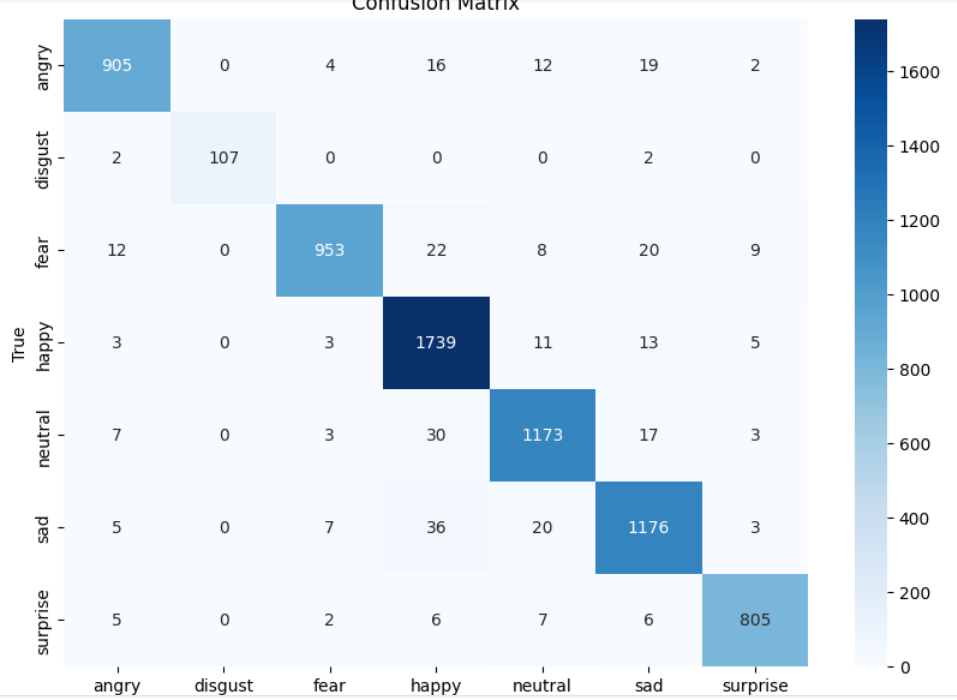 Confusion Matrix
angry 905 0 4 16 12 19 2
disgust 2 107 0 0 0 2 0
fear 12 0 953 22 8 20 9
True
happy 3 0 3 1739 11 13 5
neutral 7 0 3 30 1173 17 3
sad 5 0 7 36 20 1176 3
surprise 5 0 2 6 7 6 805
angry disgust fear happy neutral sad surprise
1600
1400
1200
1000
800
600
400
200
0